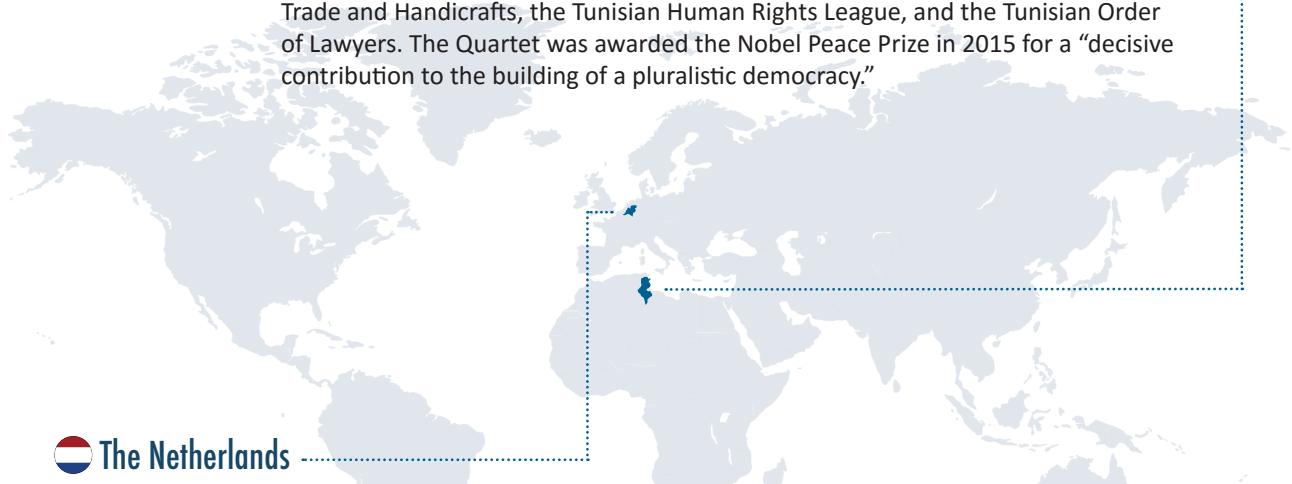 Trade and Handicrafts, the Tunisian Human Rights League, and the Tunisian Order
of Lawyers. The Quartet was awarded the Nobel Peace Prize in 2015 for a “decisive
contribution to the building of a pluralistic democracy.”
The Netherlands